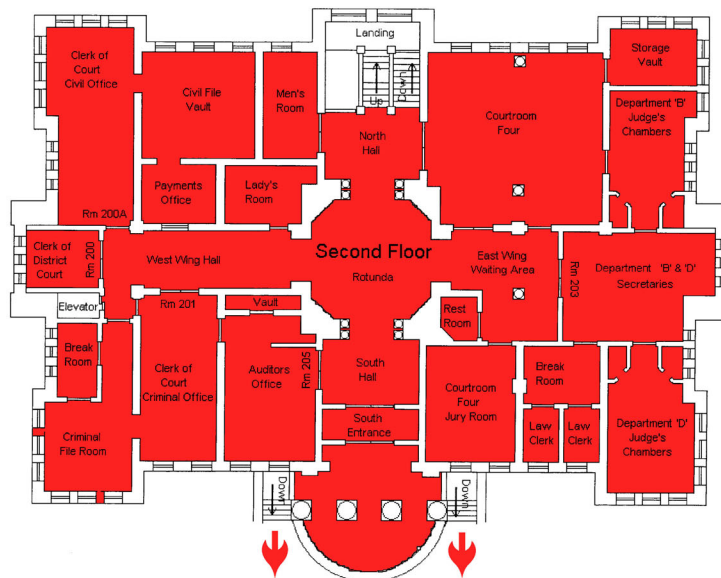 Landing
Up
Down
Clerk of
Court
Civil Office
Rm 200A
Civil File
Vault
Men's
Room
North
Hall
Courtroom
Four
Storage
Vault
Department 'B'
Judge's
Chambers
Payments
Office
Lady's
Room
Clerk of
District
Court
Rm 200
West Wing Hall
Second Floor
Rotunda
East Wing
Waiting Area
Rm 203
Department 'B' & 'D'
Secretaries
Elevator
Rm 201
Vault
Rest
Room
Break
Room
Clerk of
Court
Criminal Office
Auditors
Office
Rm 205
South
Hall
Courtroom
Four
Jury Room
Break
Room
Criminal
File Room
South
Entrance
Law
Clerk
Law
Clerk
Department 'D'
Judge's
Chambers
Down
Down